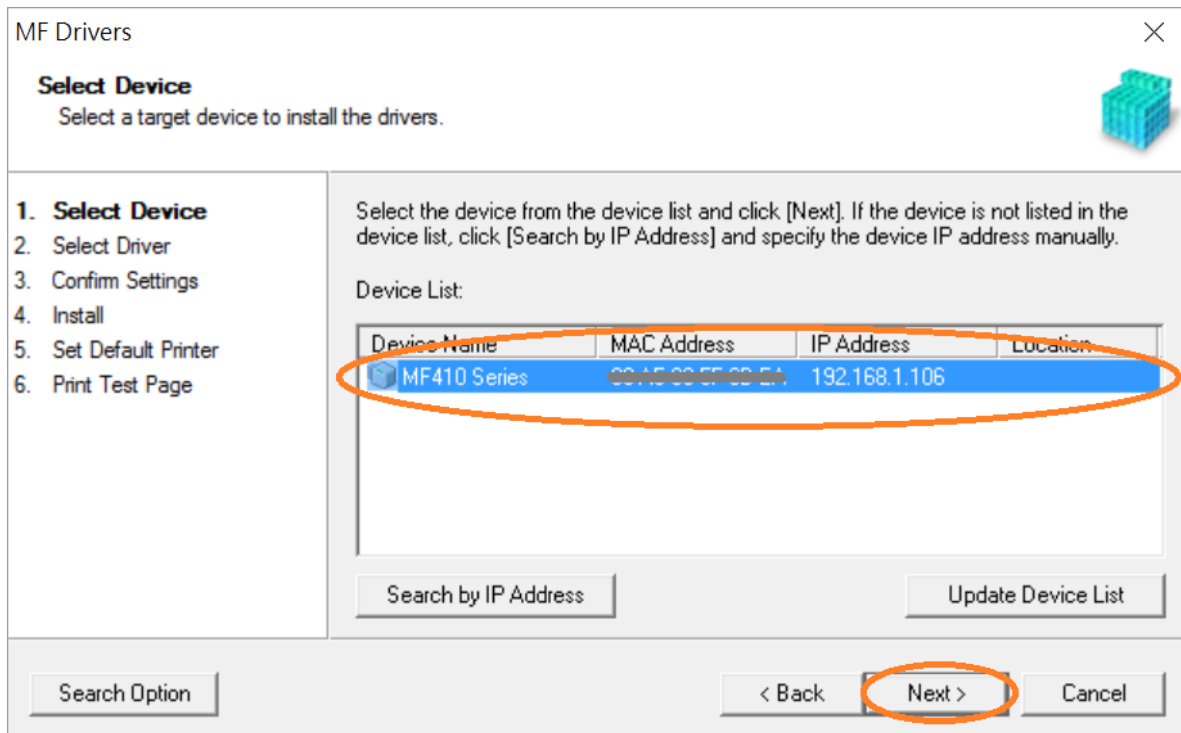 MF Drivers
Select Device
Select a target device to install the drivers.
1. Select Device
2. Select Driver
3. Confirm Settings
4. Install
5. Set Default Printer
6. Print Test Page
Select the device from the device list and click [Next]. If the device is not listed in the
device list, click [Search by IP Address] and specify the device IP address manually.
Device List:
Device Name MAC Address IP Address Location
MF410 Series 192.168.1.106
Search by IP Address Update Device List
Search Option < Back Next > Cancel